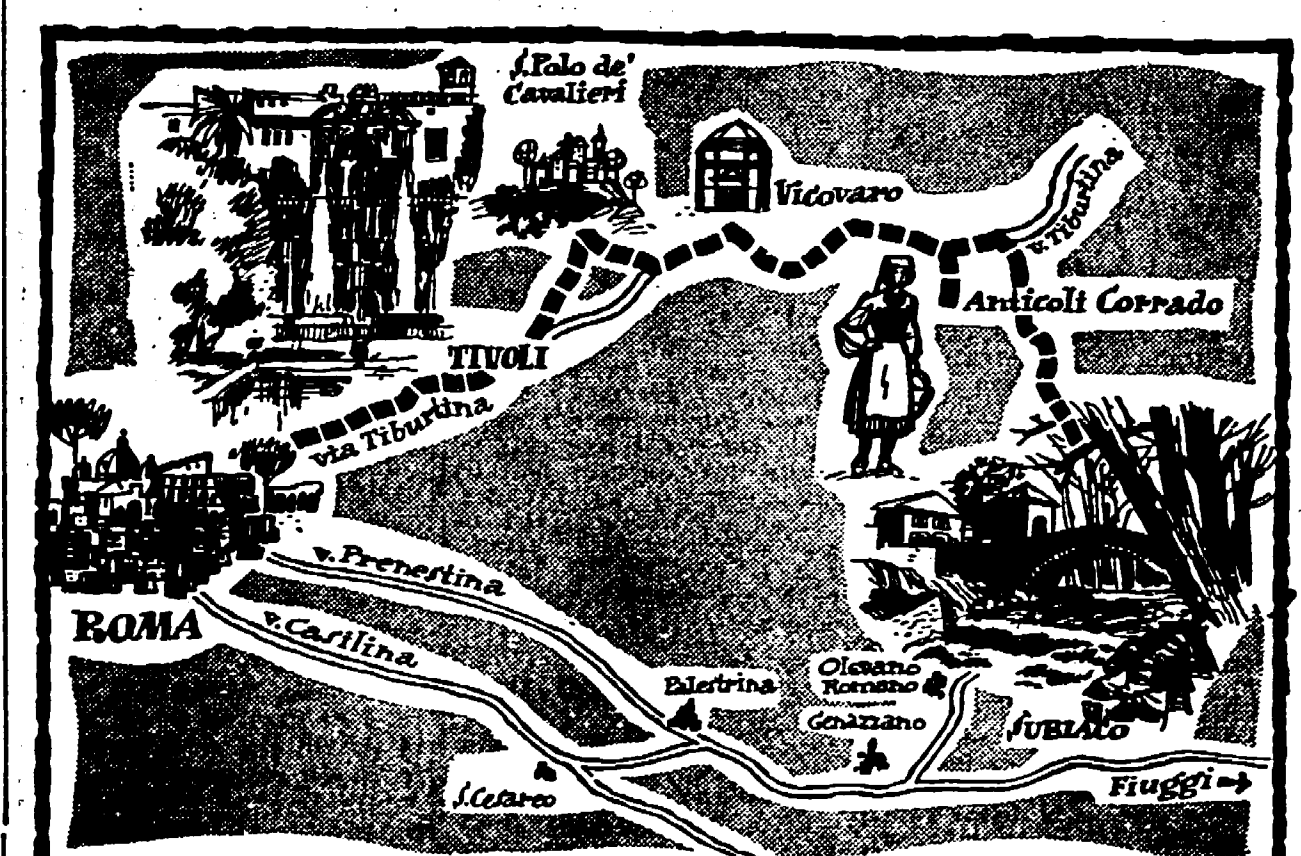 S. Polo de'
Cavalieri
Vicovaro
v. Tiburtina
Anticoli Corrado
TIVOLI
via Tiburtina
v. Prenestina
ROMA
v. Casilina
Palestrina
Olevano
Romano
Genazzano
SUBIACO
Fiuggi
S. Cesareo